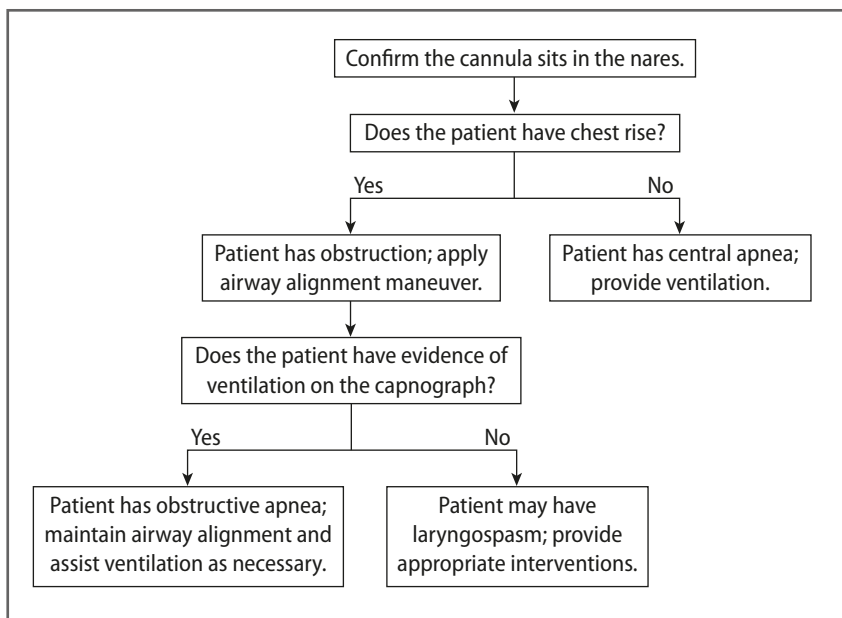 Confirm the cannula sits in the nares.
Does the patient have chest rise?
Yes
No
Patient has obstruction; apply
airway alignment maneuver.
Patient has central apnea;
provide ventilation.
Does the patient have evidence of
ventilation on the capnograph?
Yes
No
Patient has obstructive apnea;
maintain airway alignment and
assist ventilation as necessary.
Patient may have
laryngospasm; provide
appropriate interventions.